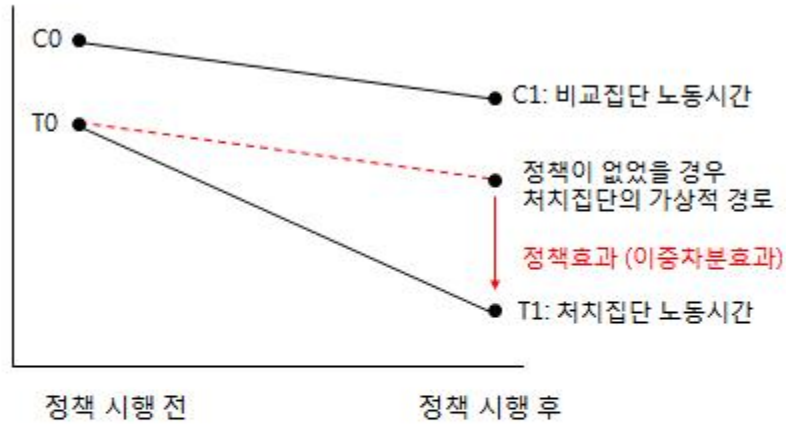 C0
C1: 비교집단 노동시간
T0
정책이 없었을 경우
처치집단의 가상적 경로
정책효과 (이중차분효과)
T1: 처치집단 노동시간
정책 시행 전
정책 시행 후